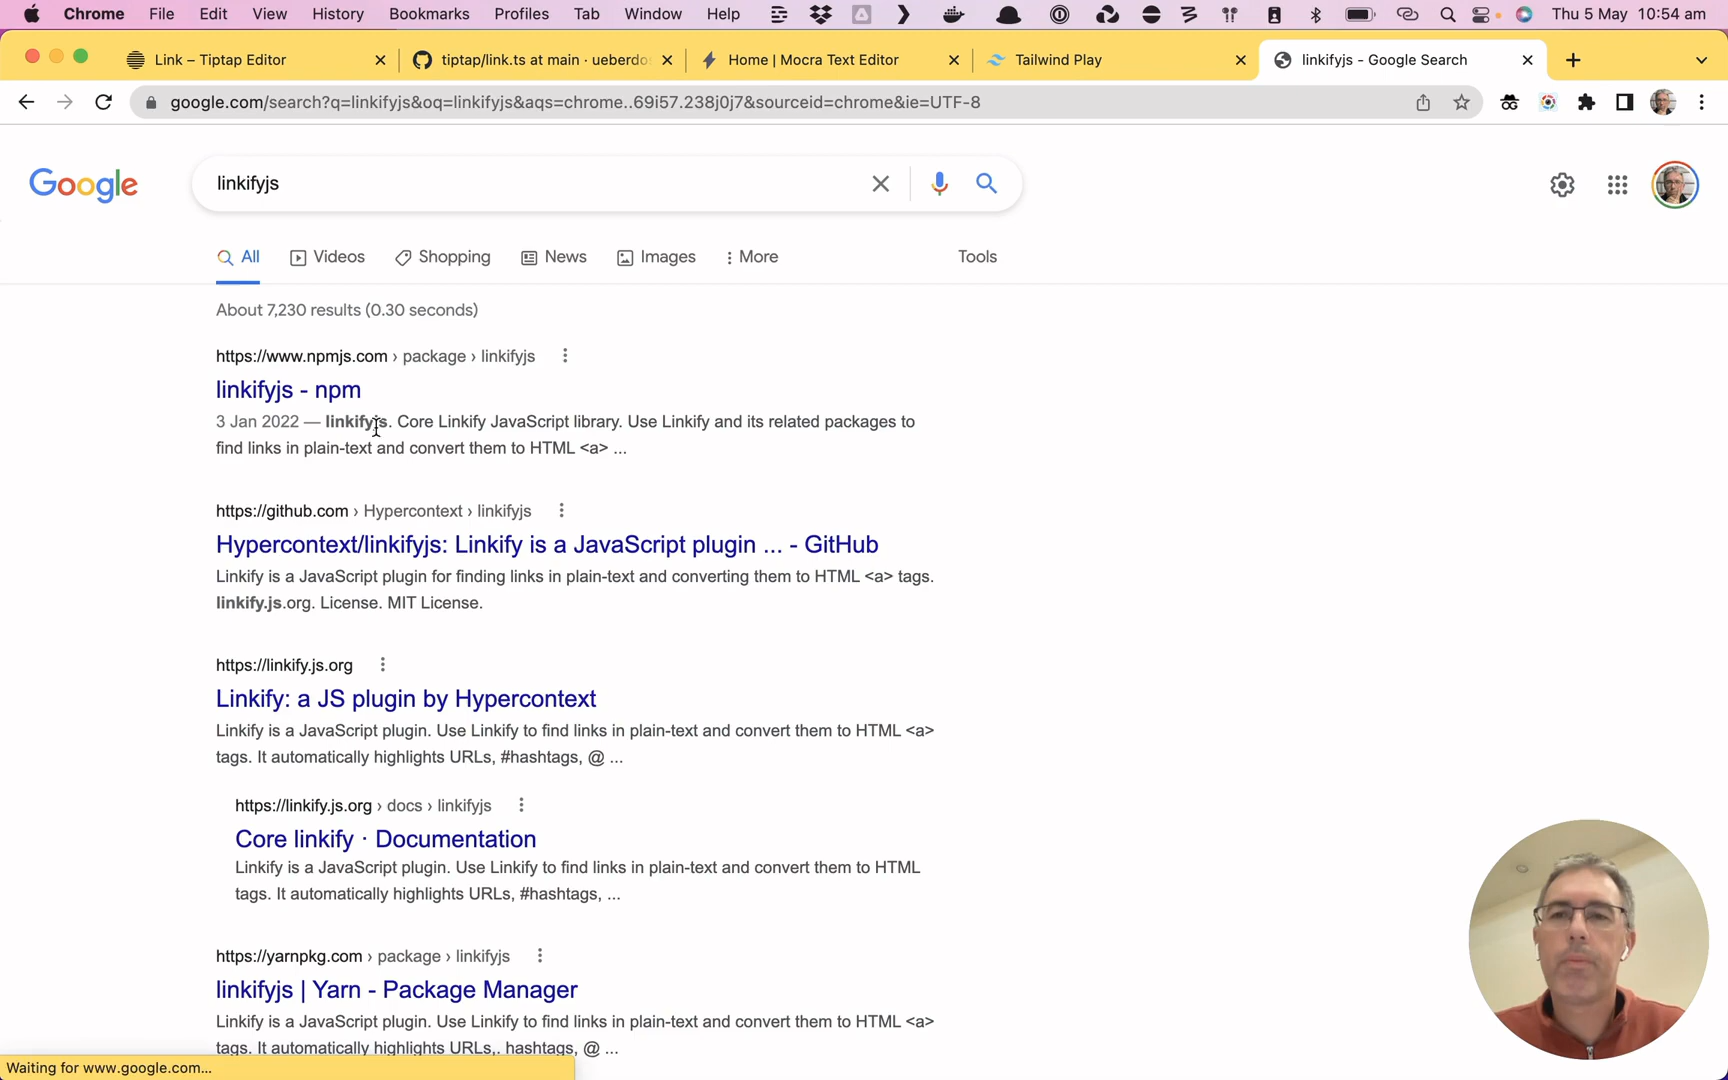 Chrome File Edit View History Bookmarks Profiles Tab Window Help Thu 5 May 10:54 am
Link – Tiptap Editor
tiptap/link.ts at main · ueberdos
Home | Mocra Text Editor
Tailwind Play
linkifyjs - Google Search
google.com/search?q=linkifyjs&oq=linkifyjs&aqs=chrome..69i57.238j0j7&sourceid=chrome&ie=UTF-8
Google
linkifyjs
All Videos Shopping News Images More Tools
About 7,230 results (0.30 seconds)
https://www.npmjs.com › package › linkifyjs
linkifyjs - npm
3 Jan 2022 — linkifyjs. Core Linkify JavaScript library. Use Linkify and its related packages to
find links in plain-text and convert them to HTML <a> ...
https://github.com › Hypercontext › linkifyjs
Hypercontext/linkifyjs: Linkify is a JavaScript plugin ... - GitHub
Linkify is a JavaScript plugin for finding links in plain-text and converting them to HTML <a> tags.
linkify.js.org. License. MIT License.
https://linkify.js.org
Linkify: a JS plugin by Hypercontext
Linkify is a JavaScript plugin. Use Linkify to find links in plain-text and convert them to HTML <a>
tags. It automatically highlights URLs, #hashtags, @ ...
https://linkify.js.org › docs › linkifyjs
Core linkify · Documentation
Linkify is a JavaScript plugin. Use Linkify to find links in plain-text and convert them to HTML
tags. It automatically highlights URLs, #hashtags, ...
https://yarnpkg.com › package › linkifyjs
linkifyjs | Yarn - Package Manager
Linkify is a JavaScript plugin. Use Linkify to find links in plain-text and convert them to HTML <a>
tags. It automatically highlights URLs,. hashtags, @ ...
Waiting for www.google.com...